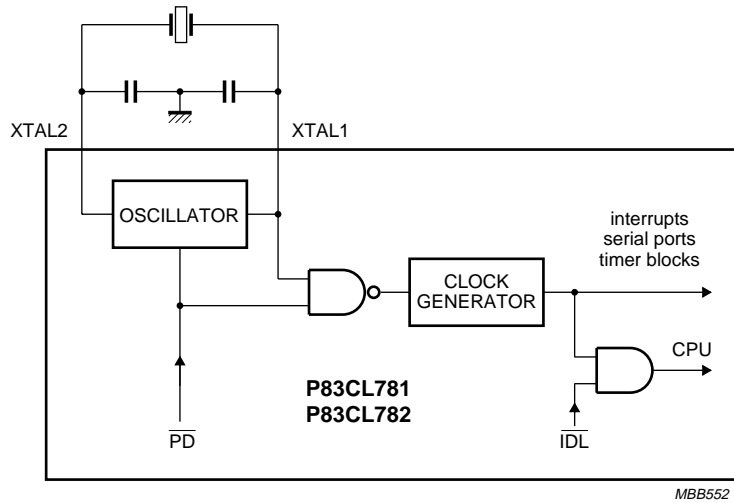 XTAL2
XTAL1
OSCILLATOR
interrupts
serial ports
timer blocks
CLOCK
GENERATOR
CPU
P83CL781
P83CL782
PD
IDL
MBB552